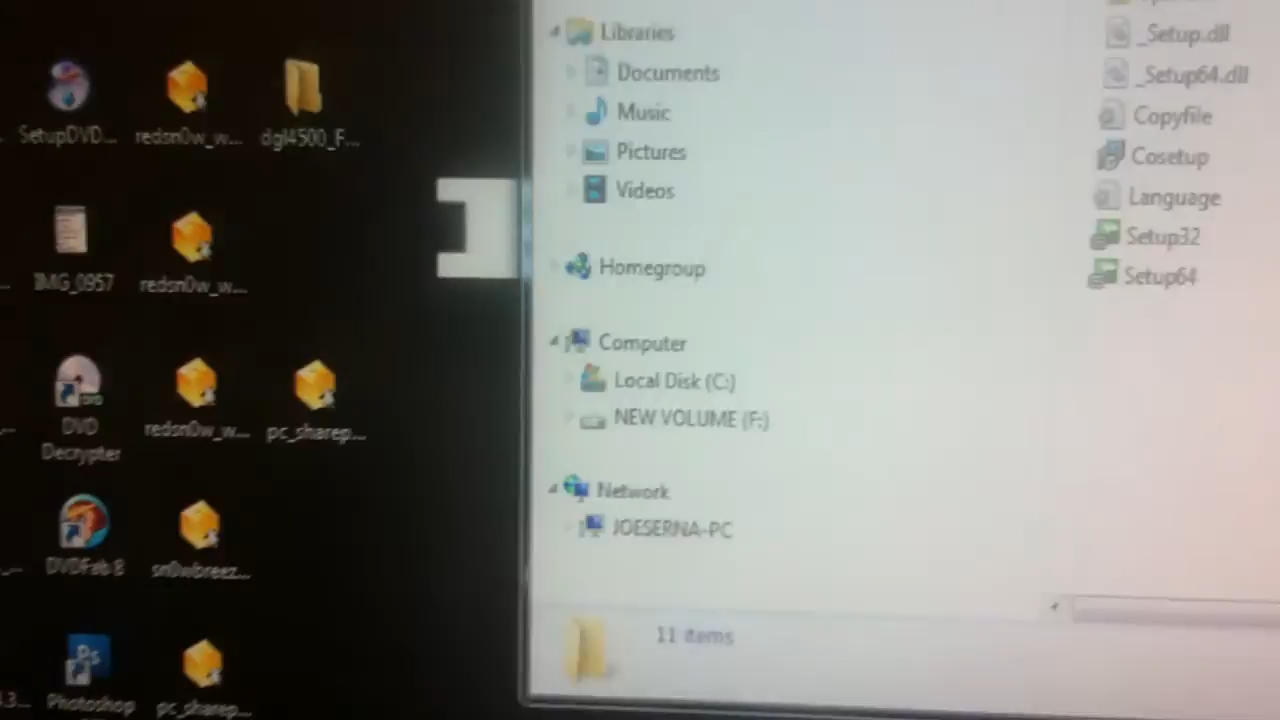 SetupDVD...
redsn0w_w...
dgl4500_F...
IMG_0957
redsn0w_w...
DVD
Decrypter
redsn0w_w...
pc_sharep...
DVDFab 8
sn0wbreez...
Photoshop
pc_sharep...
Libraries
Documents
Music
Pictures
Videos
Homegroup
Computer
Local Disk (C:)
NEW VOLUME (F:)
Network
JOESERNA-PC
11 items
_Setup.dll
_Setup64.dll
Copyfile
Cosetup
Language
Setup32
Setup64
Ps